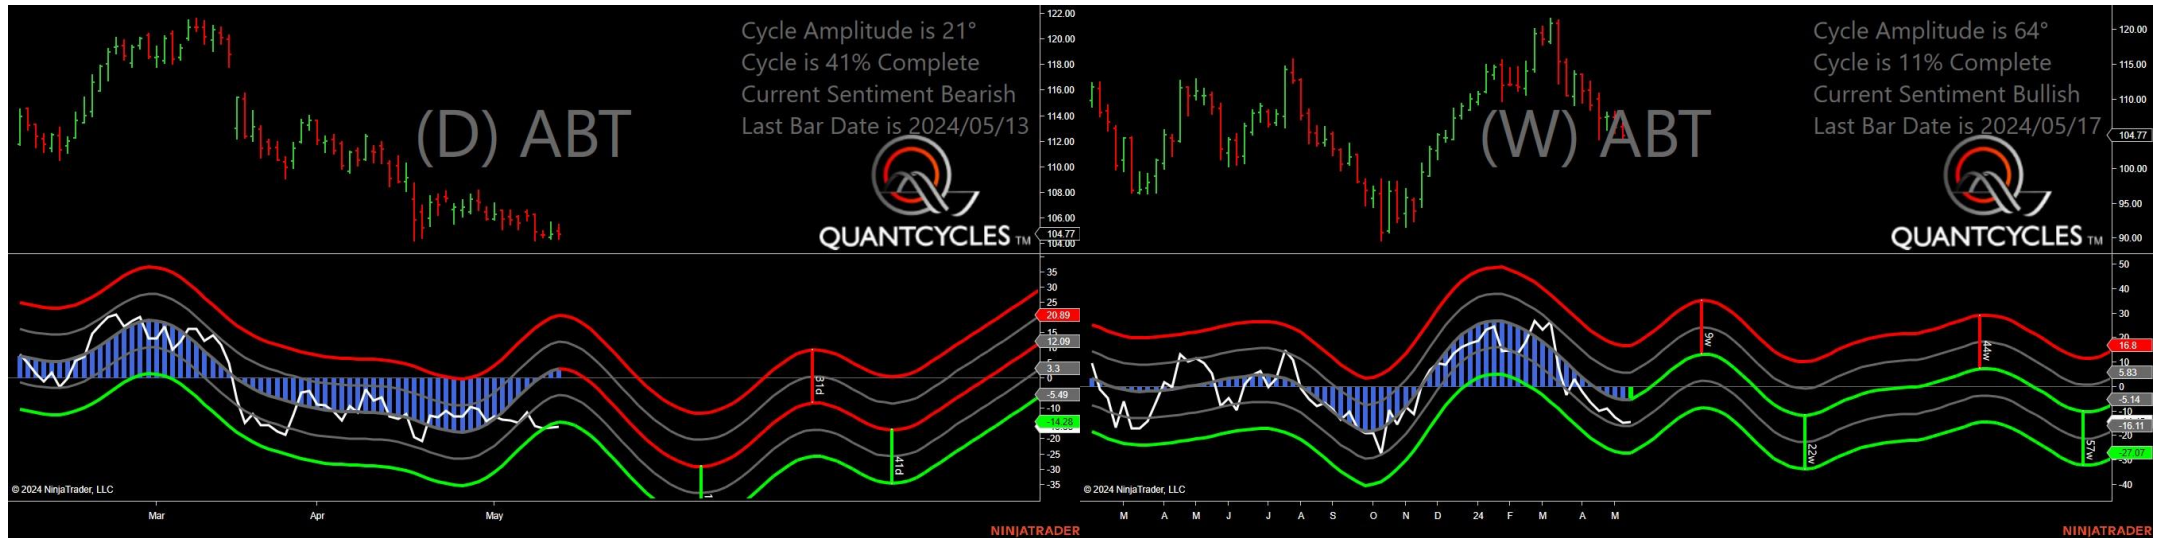 Cycle Amplitude is 21°
Cycle is 41% Complete
Current Sentiment Bearish
Last Bar Date is 2024/05/13
(D) ABT
QUANTCYCLES TM
122.00
120.00
118.00
116.00
114.00
112.00
110.00
108.00
106.00
104.77
104.00
35
30
25
20.89
15
12.09
3.3
0
-5.49
-10
-14.28
-20
-25
-30
-35
31d
41d
© 2024 NinjaTrader, LLC
Mar Apr May
NINJATRADER
Cycle Amplitude is 64°
Cycle is 11% Complete
Current Sentiment Bullish
Last Bar Date is 2024/05/17
(W) ABT
QUANTCYCLES TM
120.00
115.00
110.00
104.77
100.00
95.00
90.00
50
40
30
20
16.8
10
5.83
0
-5.14
-10
-16.11
-20
-27.07
-40
9w
22w
44w
57w
© 2024 NinjaTrader, LLC
M A M J J A S O N D 24 F M A M
NINJATRADER